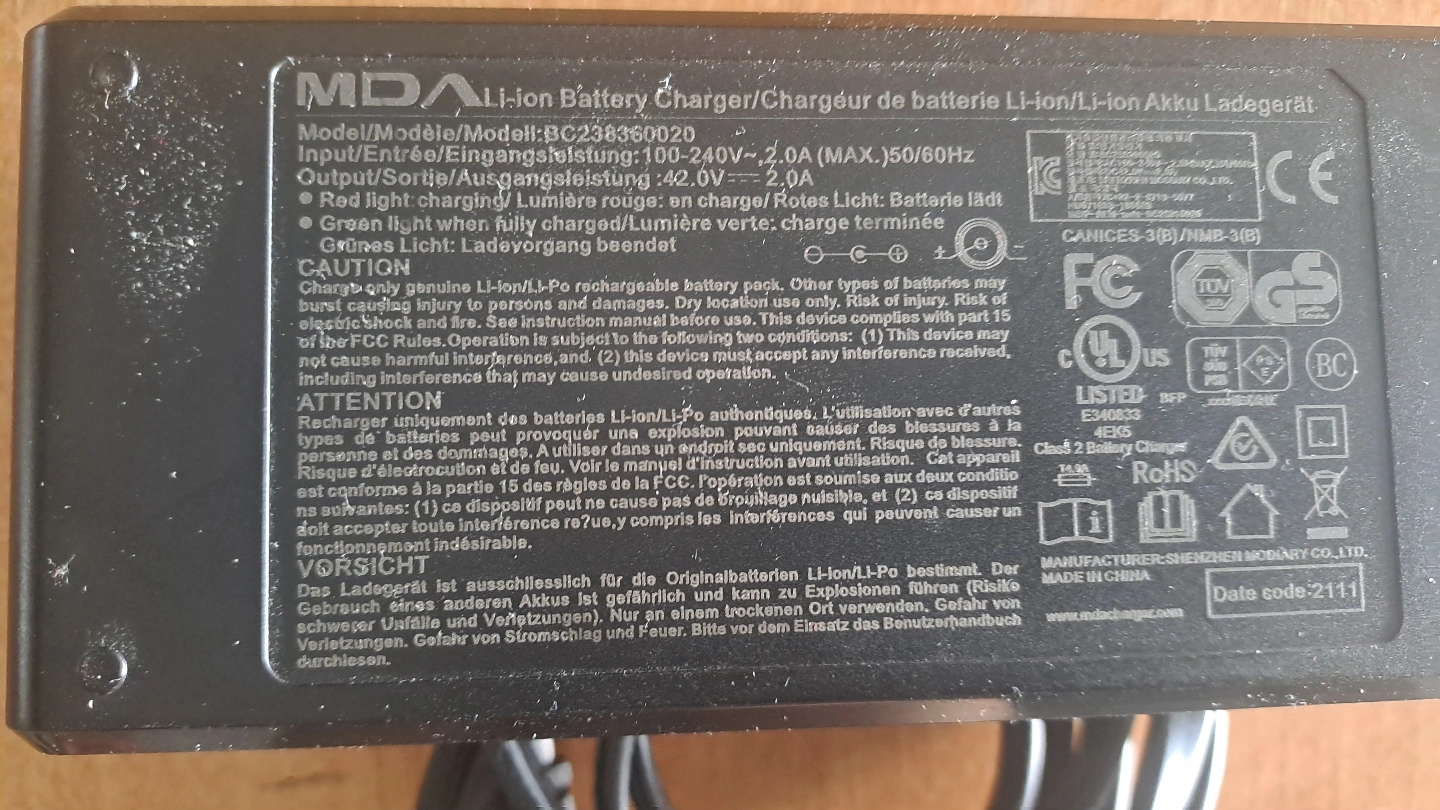 MDA Li-ion Battery Charger/Chargeur de batterie Li-ion/Li-ion Akku Ladegerät
Model/Modèle/Modell:BC238360020
Input/Entrée/Eingangsleistung:100-240V~,2.0A (MAX.)50/60Hz
Output/Sortie/Ausgangsleistung :42.0V⎓2.0A
● Red light:charging/ Lumière rouge: en charge/ Rotes Licht: Batterie lädt
● Green light when fully charged/Lumière verte: charge terminée
Grünes Licht: Ladevorgang beendet
CAUTION
Charge only genuine Li-ion/Li-Po rechargeable battery pack. Other types of batteries may
burst causing injury to persons and damages. Dry location use only. Risk of injury. Risk of
electric shock and fire. See instruction manual before use. This device complies with part 15
of the FCC Rules.Operation is subject to the following two conditions: (1) This device may
not cause harmful interference,and. (2) this device must accept any interference received,
including interference that may cause undesired operation.
ATTENTION
Recharger uniquement des batteries Li-ion/Li-Po authentiques. L'utilisation avec d'autres
types de batteries peut provoquer une explosion pouvant causer des blessures à la
personne et des dommages. A utiliser dans un endroit sec uniquement. Risque de blessure.
Risque d'électrocution et de feu. Voir le manuel d'instruction avant utilisation. Cet appareil
est conforme à la partie 15 des règles de la FCC. l'opération est soumise aux deux conditio
ns suivantes: (1) ce dispositif peut ne cause pas de brouillage nuisible, et (2) ce dispositif
doit accepter toute interférence re?ue,y compris les interférences qui peuvent causer un
fonctionnement indésirable.
VORSICHT
Das Ladegerät ist ausschliesslich für die Originalbatterien Li-Ion/Li-Po bestimmt. Der
Gebrauch eines anderen Akkus ist gefährlich und kann zu Explosionen führen (Risiko
schwerer Unfälle und Verletzungen). Nur an einem trockenen Ort verwenden. Gefahr von
Verletzungen. Gefahr von Stromschlag und Feuer. Bitte vor dem Einsatz das Benutzerhandbuch
durchlesen.
CE
CANICES-3(B)/NMB-3(B)
FC
TÜV
GS
c UL US
LISTED
E340833
4EK5
Class 2 Battery Charger
TÜV
SUD
PS
E
BC
RoHS
MANUFACTURER:SHENZHEN MODIARY CO.,LTD.
MADE IN CHINA
www.mdacharger.com
Date code:2111